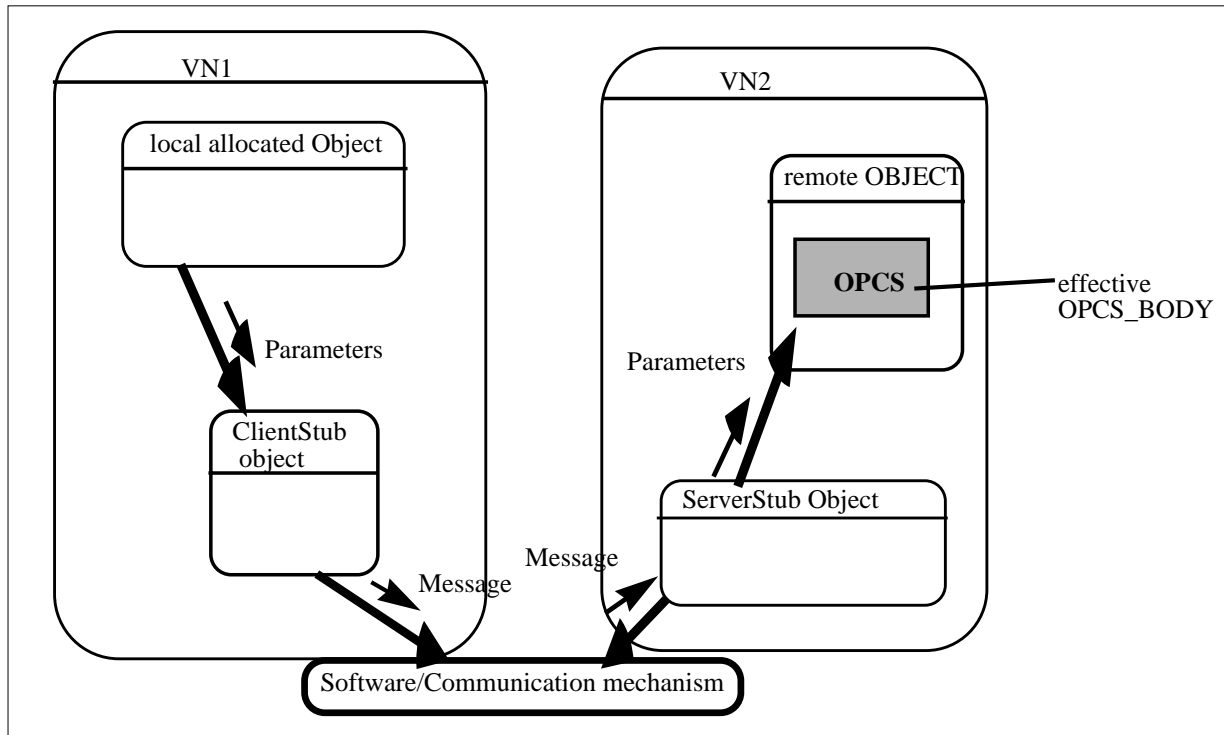 VN1
local allocated Object
Parameters
ClientStub
object
Message
VN2
remote OBJECT
OPCS
effective
OPCS_BODY
Parameters
ServerStub Object
Message
Software/Communication mechanism